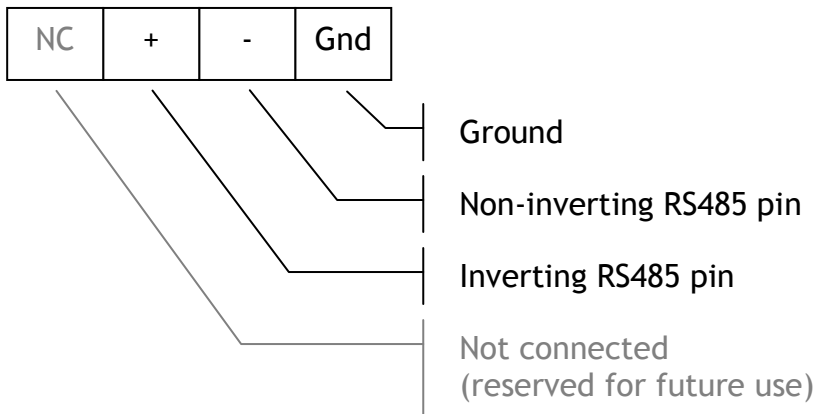 NC + - Gnd
Ground
Non-inverting RS485 pin
Inverting RS485 pin
Not connected
(reserved for future use)